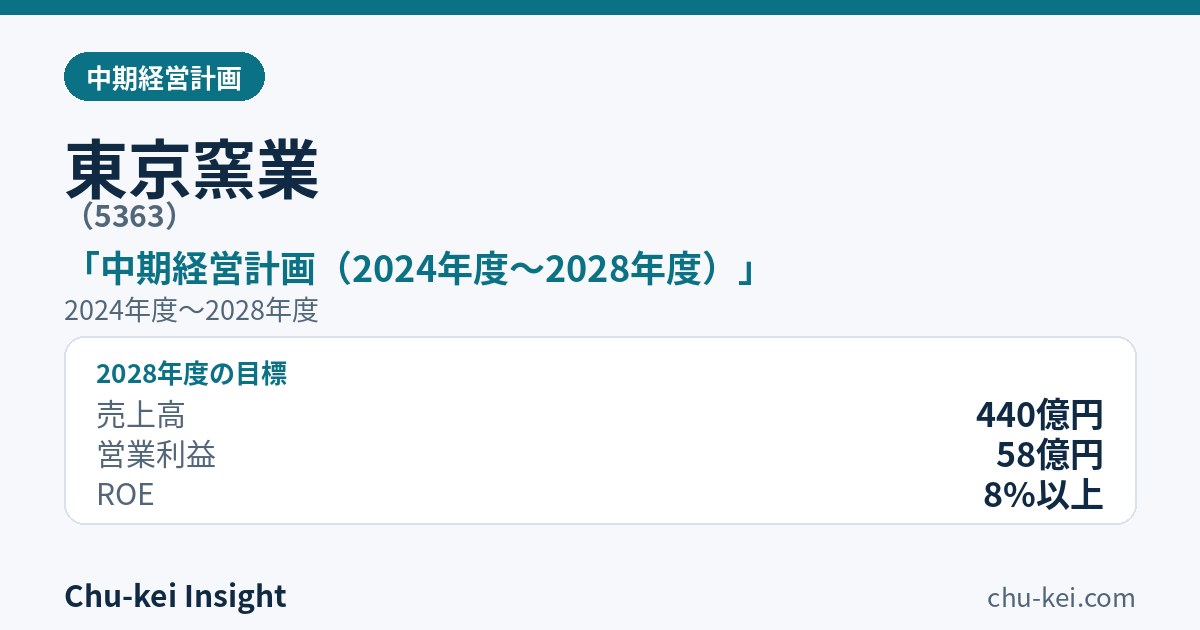 中期経営計画
東京窯業
（5363）
「中期経営計画（2024年度〜2028年度）」
2024年度〜2028年度
2028年度の目標
売上高 440億円
営業利益 58億円
ROE 8%以上
Chu-kei Insight chu-kei.com